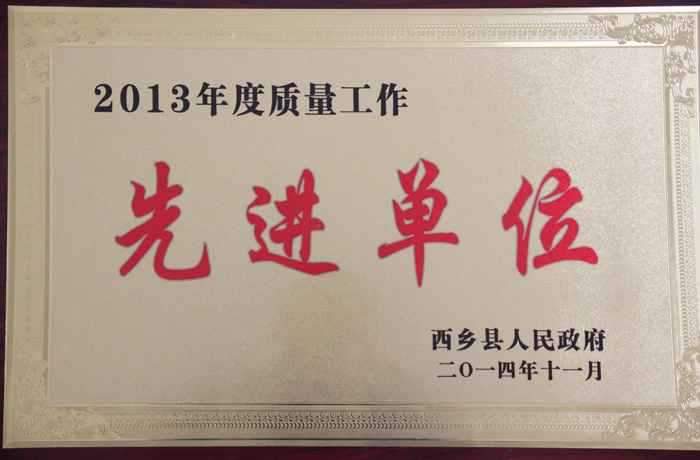 2013年度质量工作
先进单位
西乡县人民政府
二〇一四年十一月